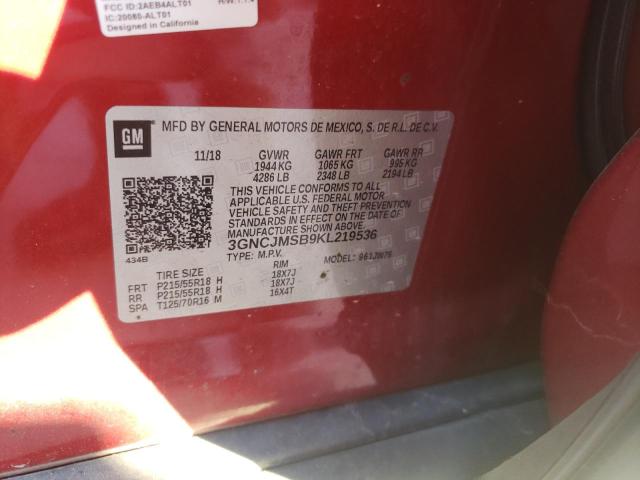 FCC ID:2AEB4ALT01
IC:20080-ALT01
Designed in California
GM
MFD BY GENERAL MOTORS DE MEXICO, S. DE R.L. DE C.V.
11/18 GVWR GAWR FRT GAWR RR
1944 KG 1065 KG 995 KG
4286 LB 2348 LB 2194 LB
THIS VEHICLE CONFORMS TO ALL
APPLICABLE U.S. FEDERAL MOTOR
VEHICLE SAFETY AND THEFT PREVENTION
STANDARDS IN EFFECT ON THE DATE OF
MANUFACTURE SHOWN ABOVE.
3GNCJMSB9KL219536
434B
TYPE: M.P.V. MODEL:
TIRE SIZE RIM
FRT P215/55R18 H 18X7J
RR P215/55R18 H 18X7J
SPA T125/70R16 M 16X4T